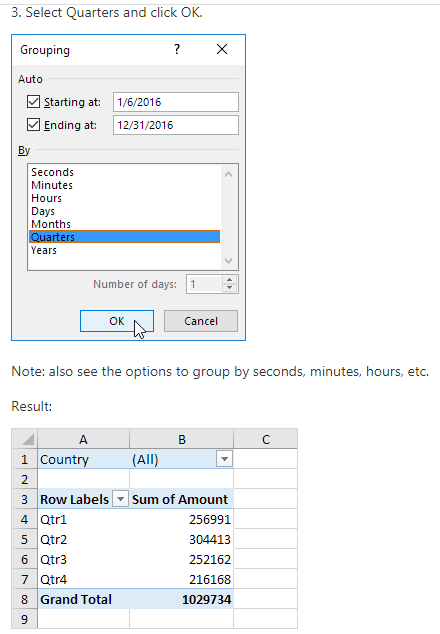 3. Select Quarters and click OK.
Grouping ? X
Auto
Starting at: 1/6/2016
Ending at: 12/31/2016
By
Seconds
Minutes
Hours
Days
Months
Quarters
Years
Number of days: 1
OK Cancel
Note: also see the options to group by seconds, minutes, hours, etc.
Result:
A B C
1 Country (All)
2
3 Row Labels Sum of Amount
4 Qtr1 256991
5 Qtr2 304413
6 Qtr3 252162
7 Qtr4 216168
8 Grand Total 1029734
9